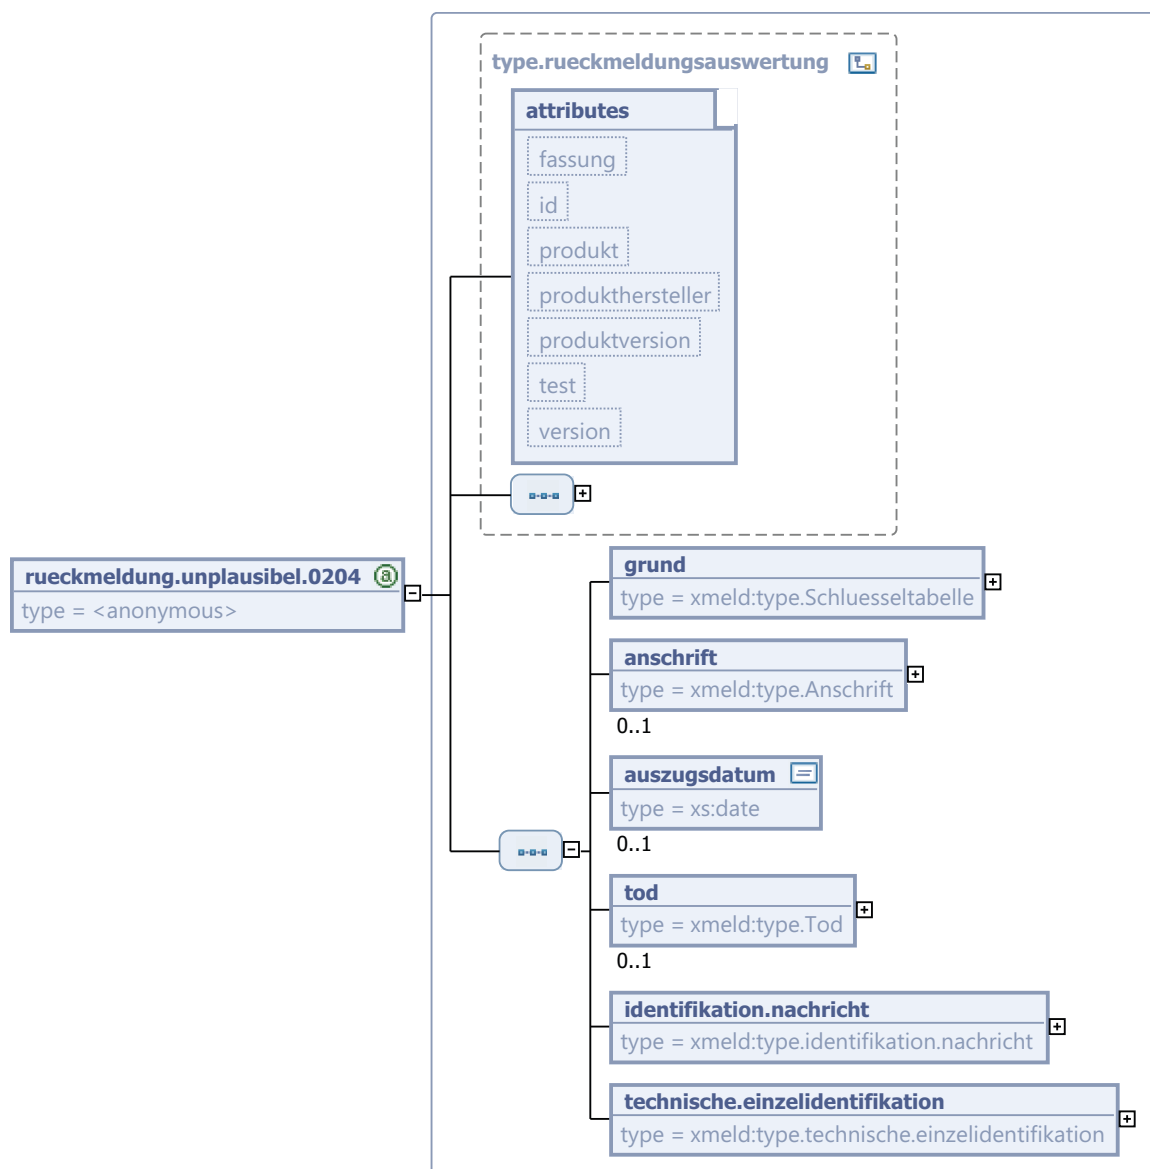 type.rueckmeldungsauswertung
attributes
fassung
id
produkt
produkthersteller
produktversion
test
version
rueckmeldung.unplausibel.0204 @
type = <anonymous>
grund
type = xmeld:type.Schluesseltabelle
anschrift
type = xmeld:type.Anschrift
0..1
auszugsdatum
type = xs:date
0..1
tod
type = xmeld:type.Tod
0..1
identifikation.nachricht
type = xmeld:type.identifikation.nachricht
technische.einzelidentifikation
type = xmeld:type.technische.einzelidentifikation